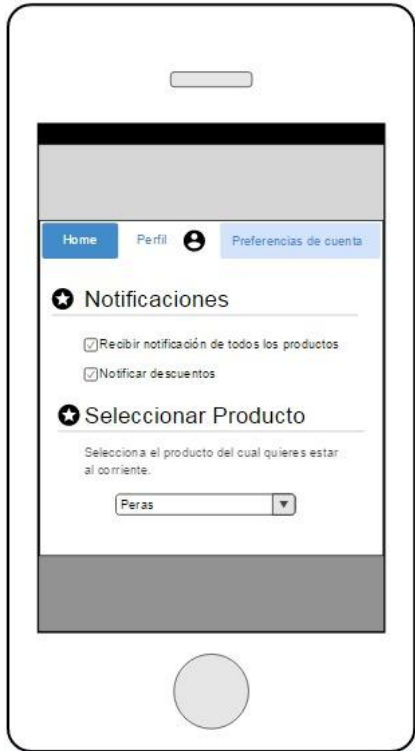 Home Perfil Preferencias de cuenta
Notificaciones
Recibir notificación de todos los productos
Notificar descuentos
Seleccionar Producto
Selecciona el producto del cual quieres estar
al corriente.
Peras